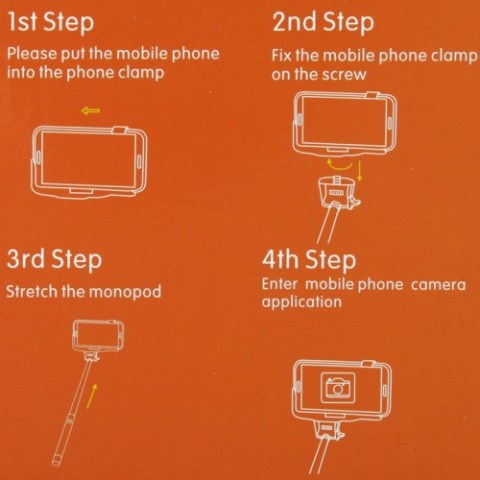 1st Step
Please put the mobile phone
into the phone clamp
2nd Step
Fix the mobile phone clamp
on the screw
3rd Step
Stretch the monopod
4th Step
Enter mobile phone camera
application